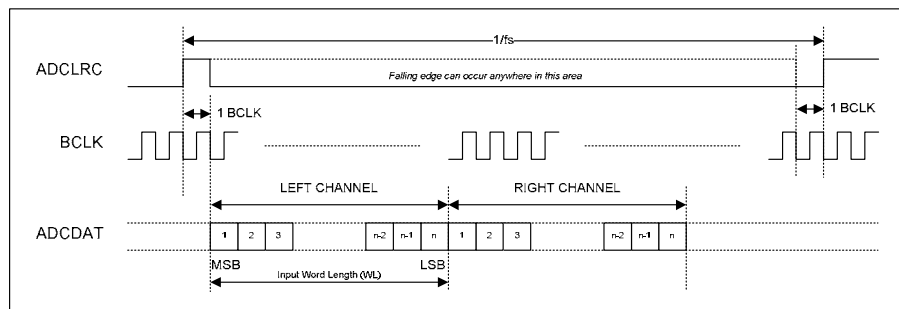 1/fs
ADCLRC
Falling edge can occur anywhere in this area
1 BCLK
1 BCLK
BCLK
LEFT CHANNEL
RIGHT CHANNEL
ADCDAT
1 2 3 n-2 n-1 n 1 2 3 n-2 n-1 n
MSB
LSB
Input Word Length (WL)